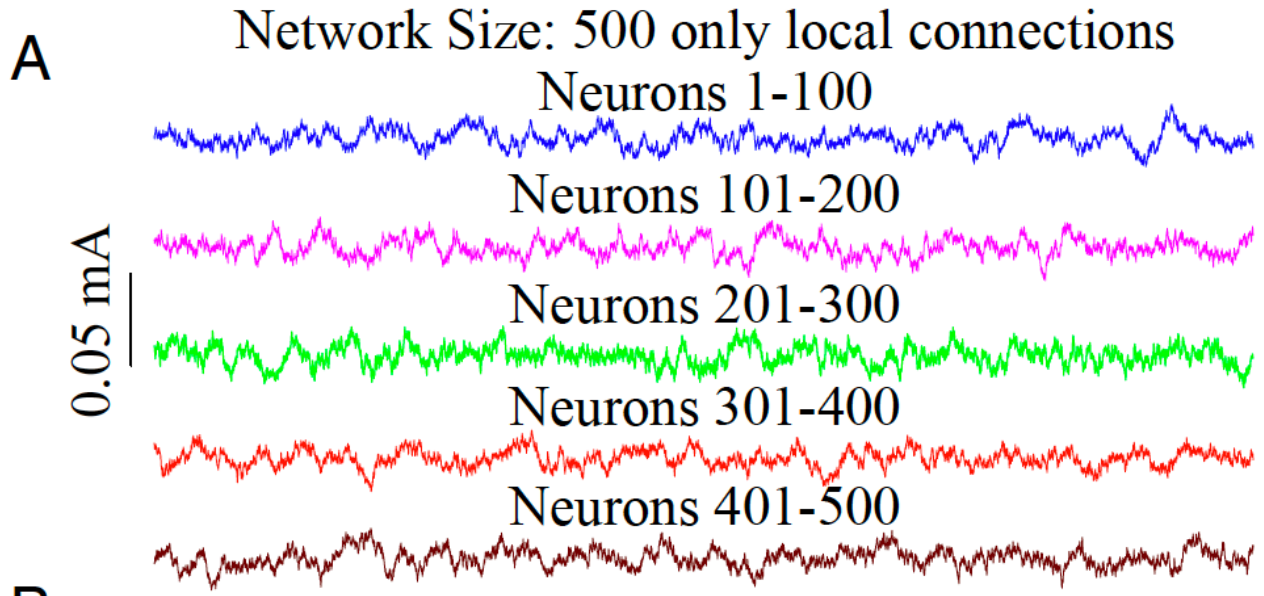 A
Network Size: 500 only local connections
Neurons 1-100
Neurons 101-200
0.05 mA
Neurons 201-300
Neurons 301-400
Neurons 401-500